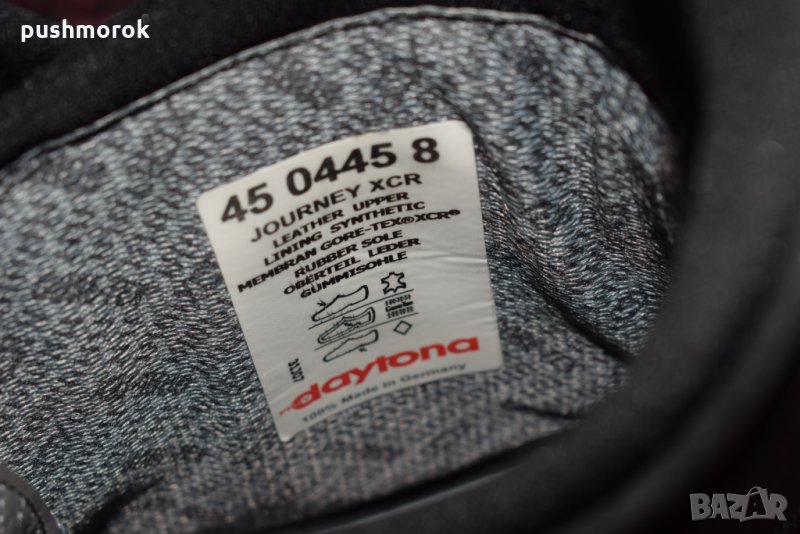 pushmorok
45 0445 8
JOURNEY XCR
LEATHER UPPER
LINING SYNTHETIC
MEMBRAN GORE-TEX® XCR®
RUBBER SOLE
OBERTEIL LEDER
GUMMISOHLE
daytona
100% Made in Germany
BAZAR